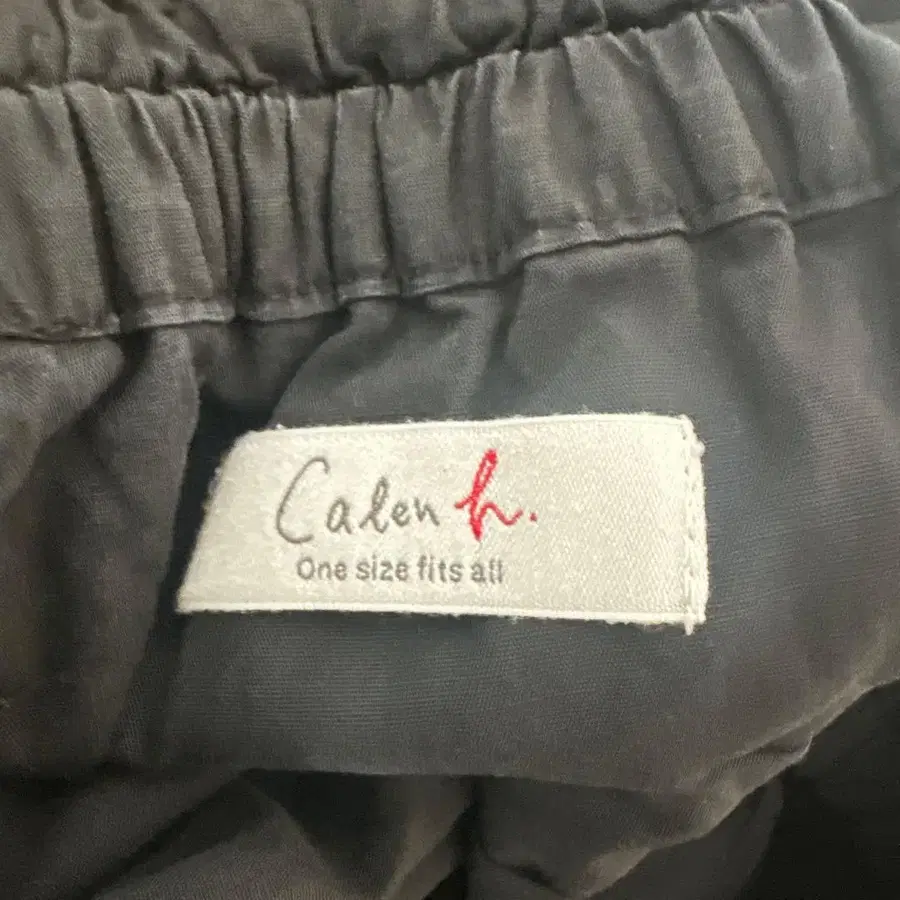 Calen h.
One size fits all